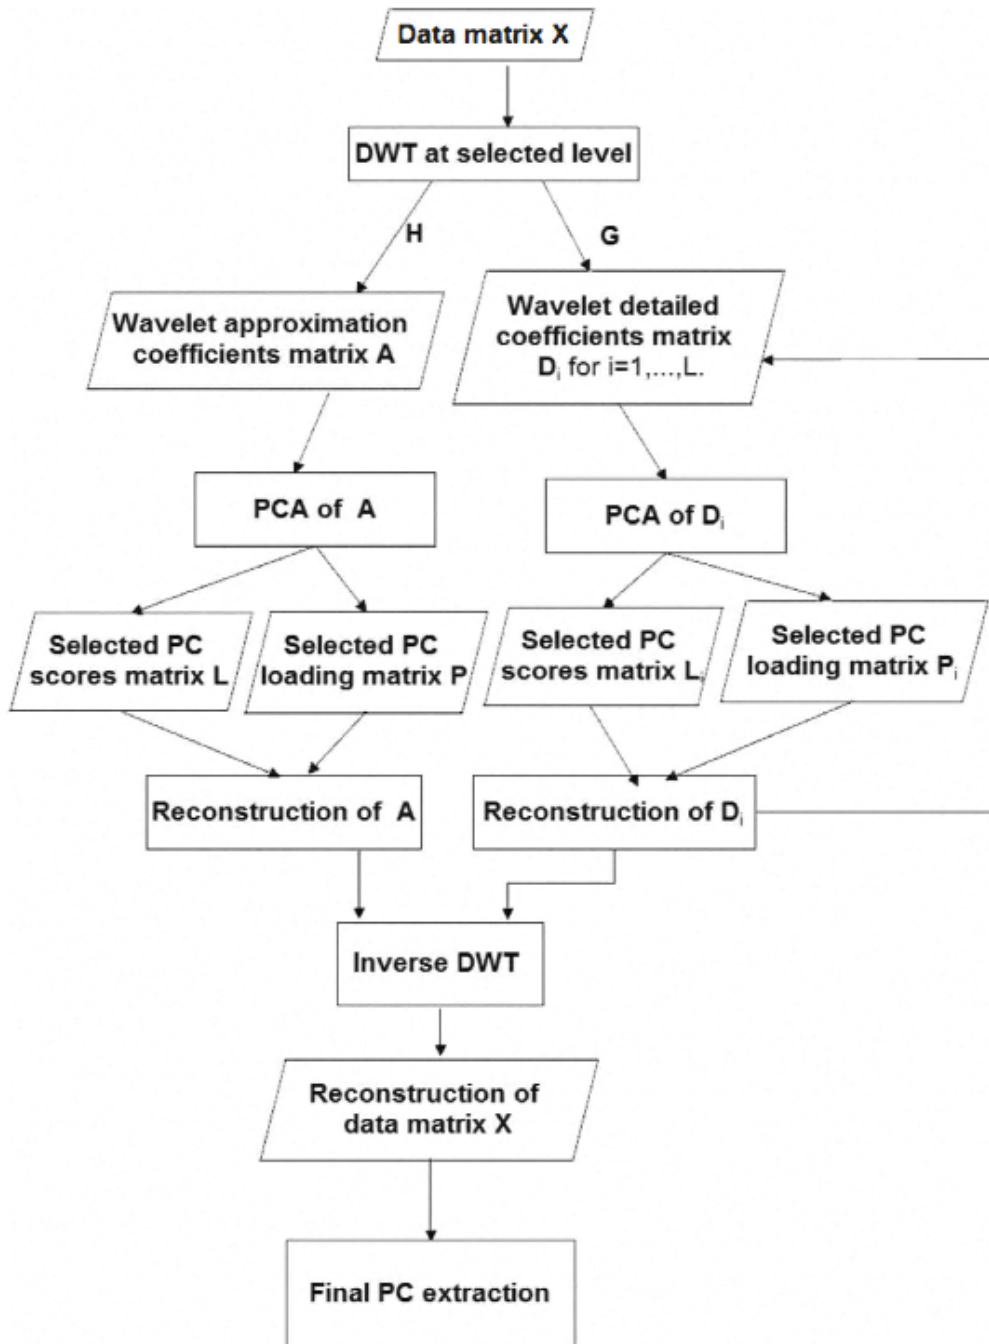 Data matrix X
DWT at selected level
H
G
Wavelet approximation
coefficients matrix A
Wavelet detailed
coefficients matrix
Dᵢ for i=1,...,L.
PCA of A
PCA of Dᵢ
Selected PC
scores matrix L
Selected PC
loading matrix P
Selected PC
scores matrix Lᵢ
Selected PC
loading matrix Pᵢ
Reconstruction of A
Reconstruction of Dᵢ
Inverse DWT
Reconstruction of
data matrix X
Final PC extraction